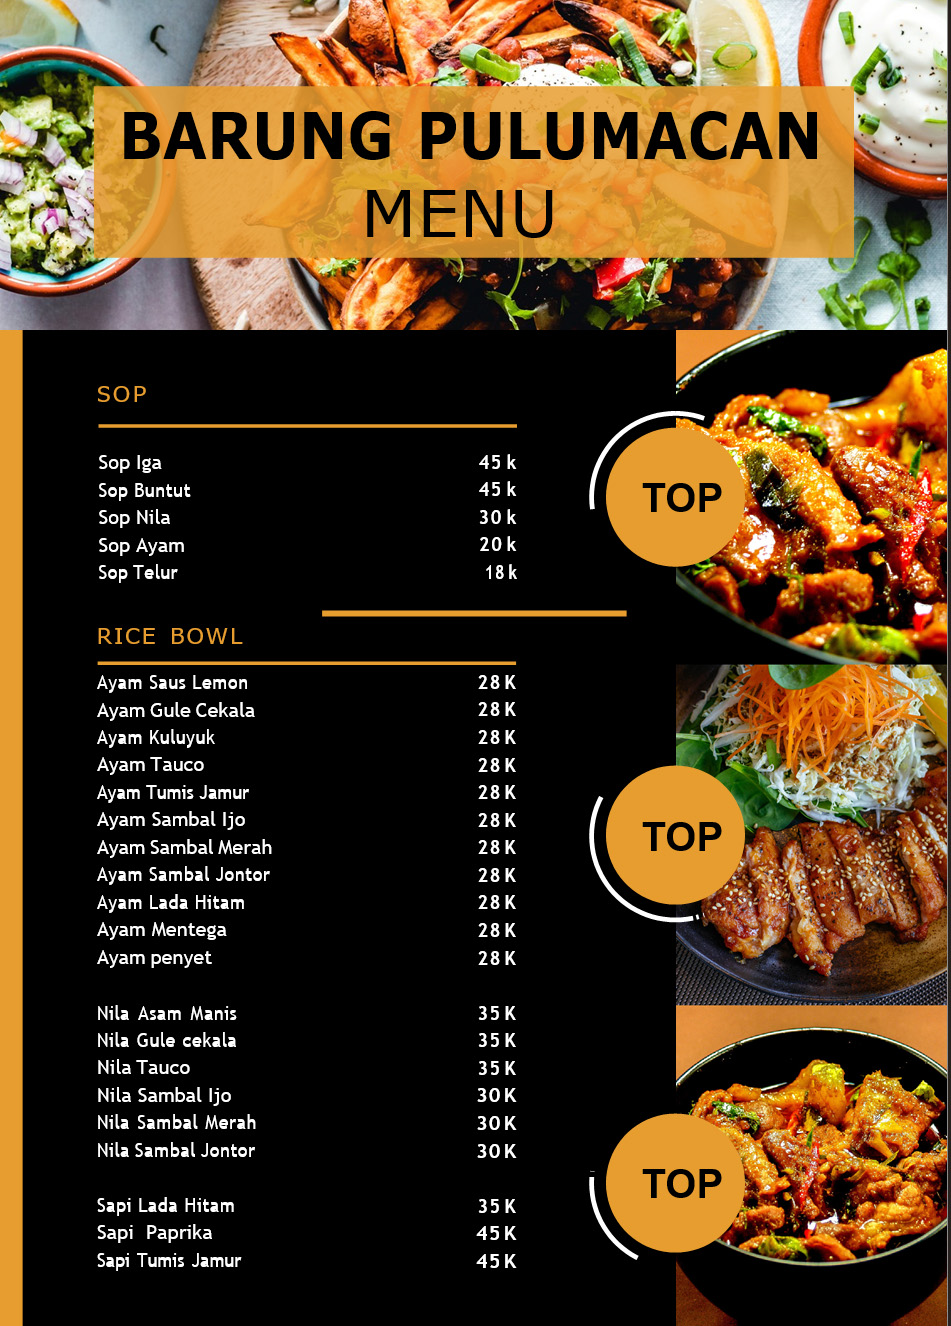 BARUNG PULUMACAN
MENU
SOP
Sop Iga 45 k
Sop Buntut 45 k
Sop Nila 30 k
Sop Ayam 20 k
Sop Telur 18 k
RICE BOWL
Ayam Saus Lemon 28 K
Ayam Gule Cekala 28 K
Ayam Kuluyuk 28 K
Ayam Tauco 28 K
Ayam Tumis Jamur 28 K
Ayam Sambal Ijo 28 K
Ayam Sambal Merah 28 K
Ayam Sambal Jontor 28 K
Ayam Lada Hitam 28 K
Ayam Mentega 28 K
Ayam penyet 28 K
Nila Asam Manis 35 K
Nila Gule cekala 35 K
Nila Tauco 35 K
Nila Sambal Ijo 30 K
Nila Sambal Merah 30 K
Nila Sambal Jontor 30 K
Sapi Lada Hitam 35 K
Sapi Paprika 45 K
Sapi Tumis Jamur 45 K
TOP
TOP
TOP